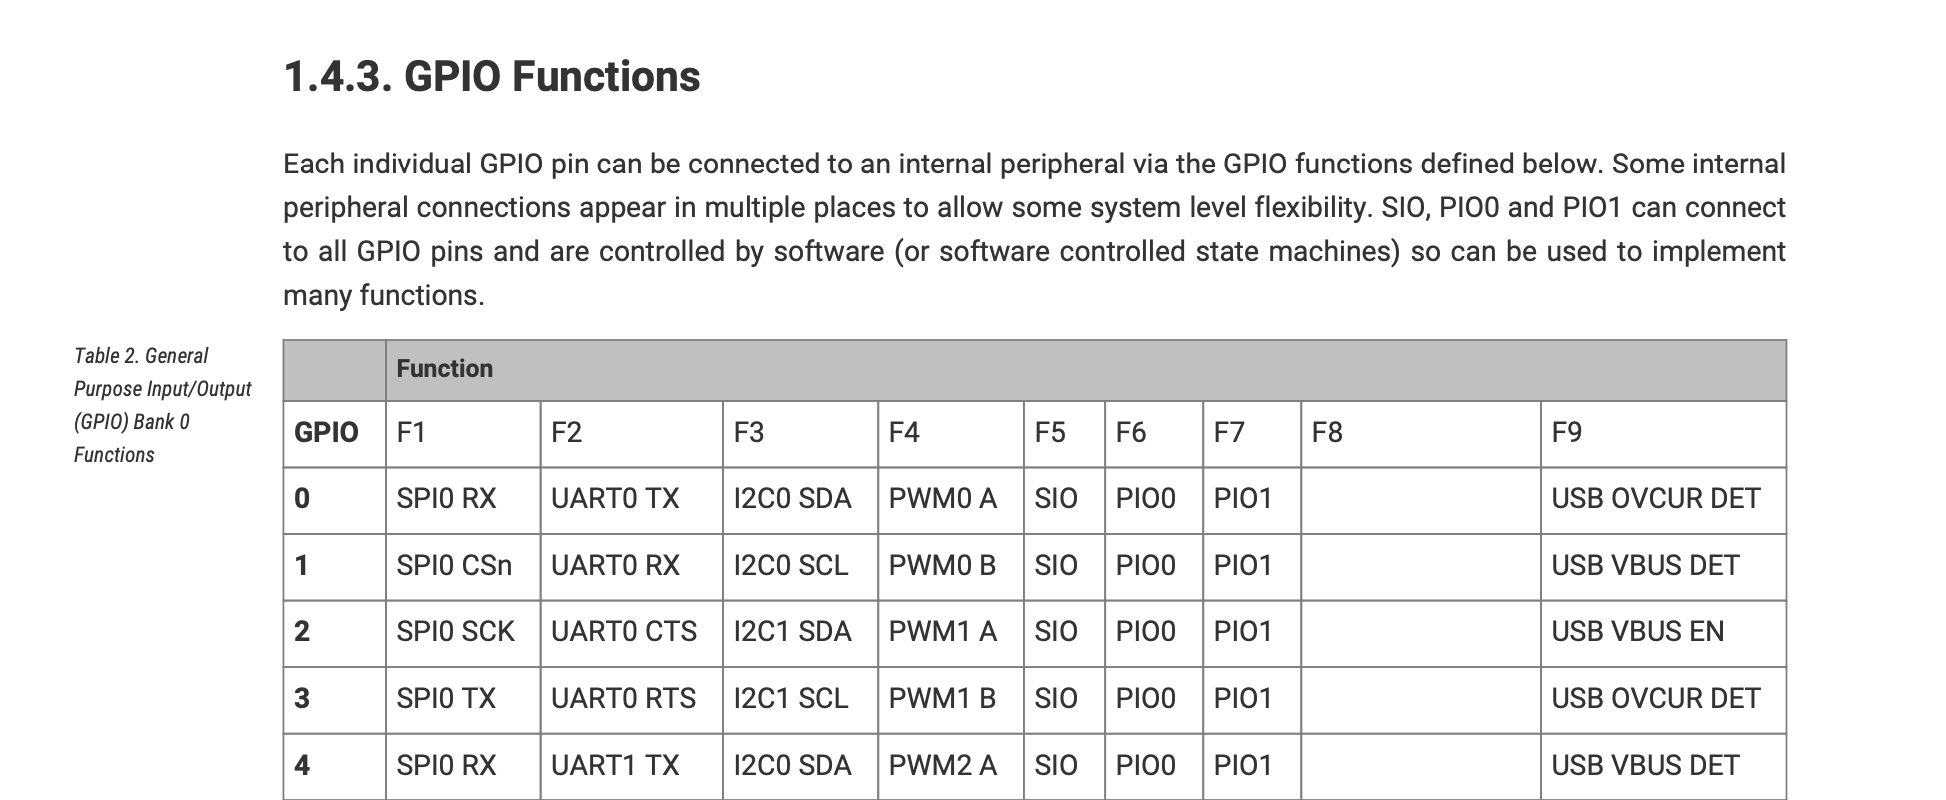 1.4.3. GPIO Functions
Each individual GPIO pin can be connected to an internal peripheral via the GPIO functions defined below. Some internal
peripheral connections appear in multiple places to allow some system level flexibility. SIO, PIO0 and PIO1 can connect
to all GPIO pins and are controlled by software (or software controlled state machines) so can be used to implement
many functions.
Table 2. General
Purpose Input/Output
(GPIO) Bank 0
Functions
Function
GPIO F1 F2 F3 F4 F5 F6 F7 F8 F9
0 SPI0 RX UART0 TX I2C0 SDA PWM0 A SIO PIO0 PIO1 USB OVCUR DET
1 SPI0 CSn UART0 RX I2C0 SCL PWM0 B SIO PIO0 PIO1 USB VBUS DET
2 SPI0 SCK UART0 CTS I2C1 SDA PWM1 A SIO PIO0 PIO1 USB VBUS EN
3 SPI0 TX UART0 RTS I2C1 SCL PWM1 B SIO PIO0 PIO1 USB OVCUR DET
4 SPI0 RX UART1 TX I2C0 SDA PWM2 A SIO PIO0 PIO1 USB VBUS DET